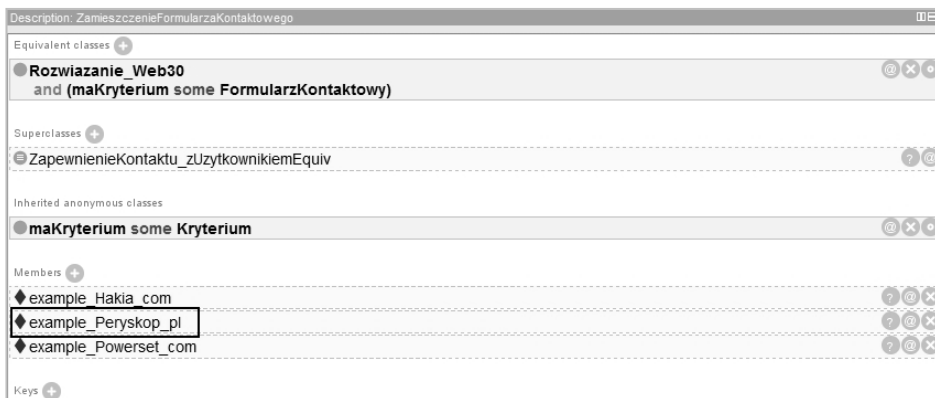 Description: ZamieszczenieFormularzaKontaktowego
Equivalent classes
Rozwiazanie_Web30
and (maKryterium some FormularzKontaktowy)
Superclasses
ZapewnienieKontaktu_zUzytkownikiemEquiv
Inherited anonymous classes
maKryterium some Kryterium
Members
example_Hakia_com
example_Peryskop_pl
example_Powerset_com
Keys